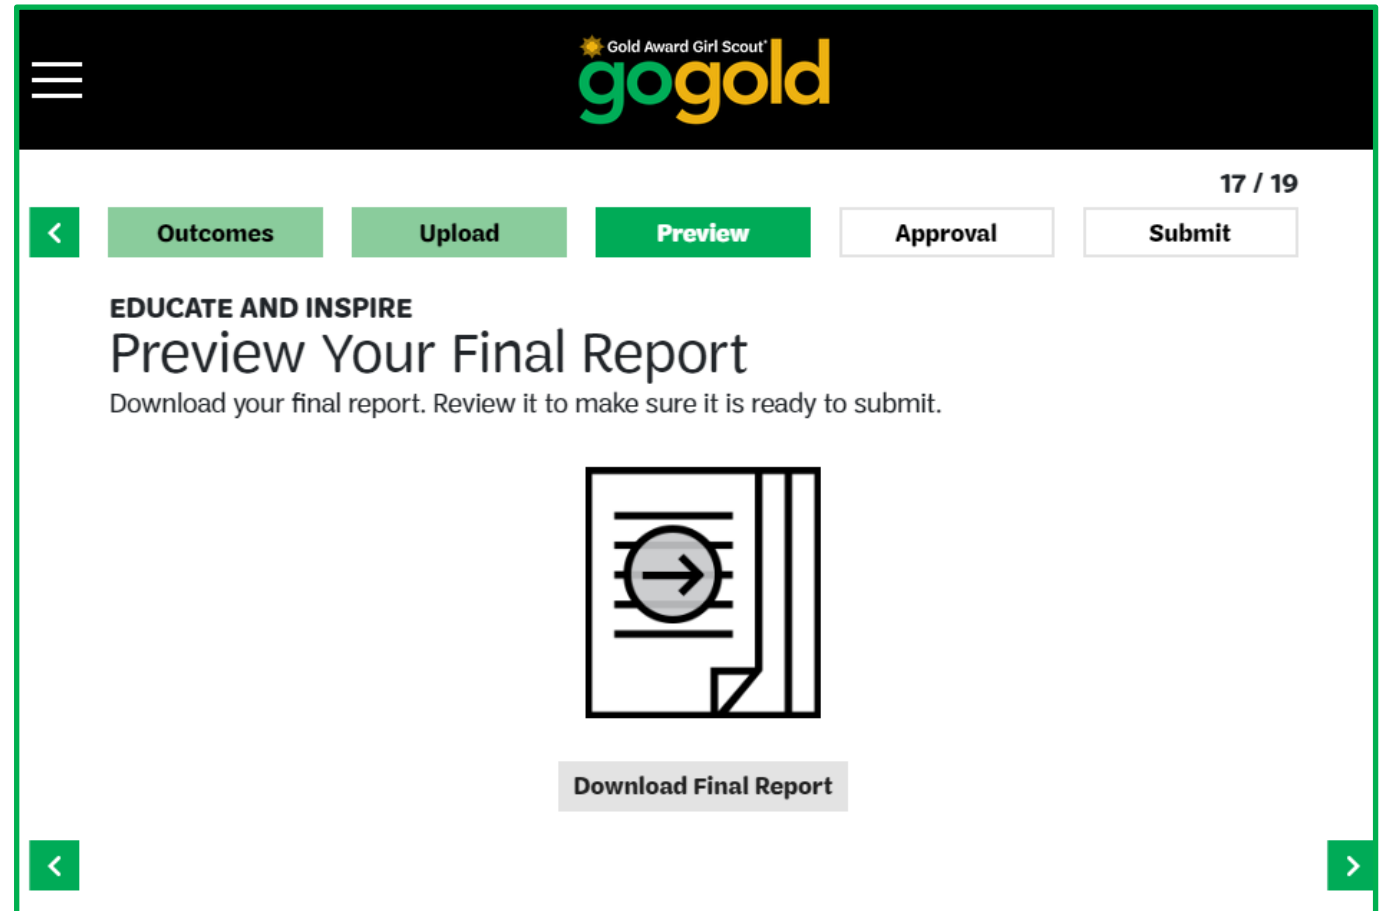 Gold Award Girl Scout
gogold
17 / 19
Outcomes Upload Preview Approval Submit
EDUCATE AND INSPIRE
Preview Your Final Report
Download your final report. Review it to make sure it is ready to submit.
Download Final Report